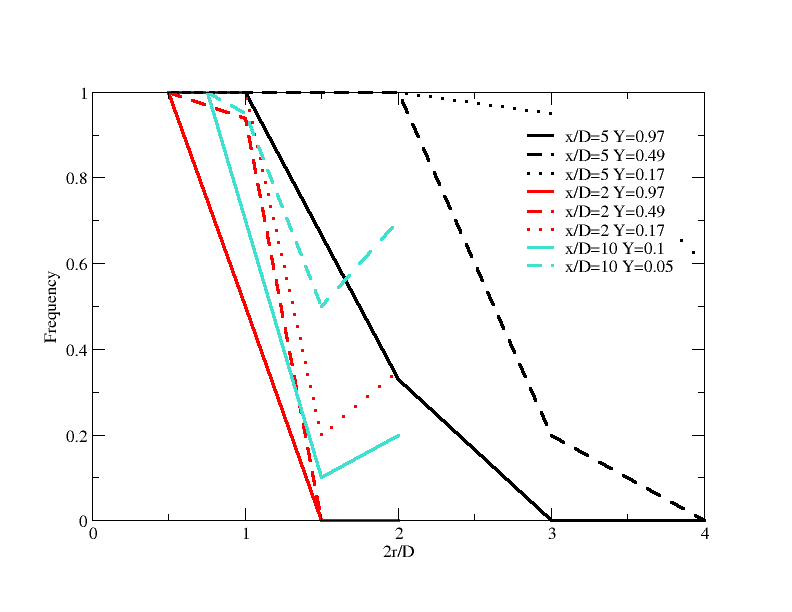 1
0.8
0.6
0.4
0.2
0
Frequency
x/D=5 Y=0.97
x/D=5 Y=0.49
x/D=5 Y=0.17
x/D=2 Y=0.97
x/D=2 Y=0.49
x/D=2 Y=0.17
x/D=10 Y=0.1
x/D=10 Y=0.05
0 1 2 3 4
2r/D